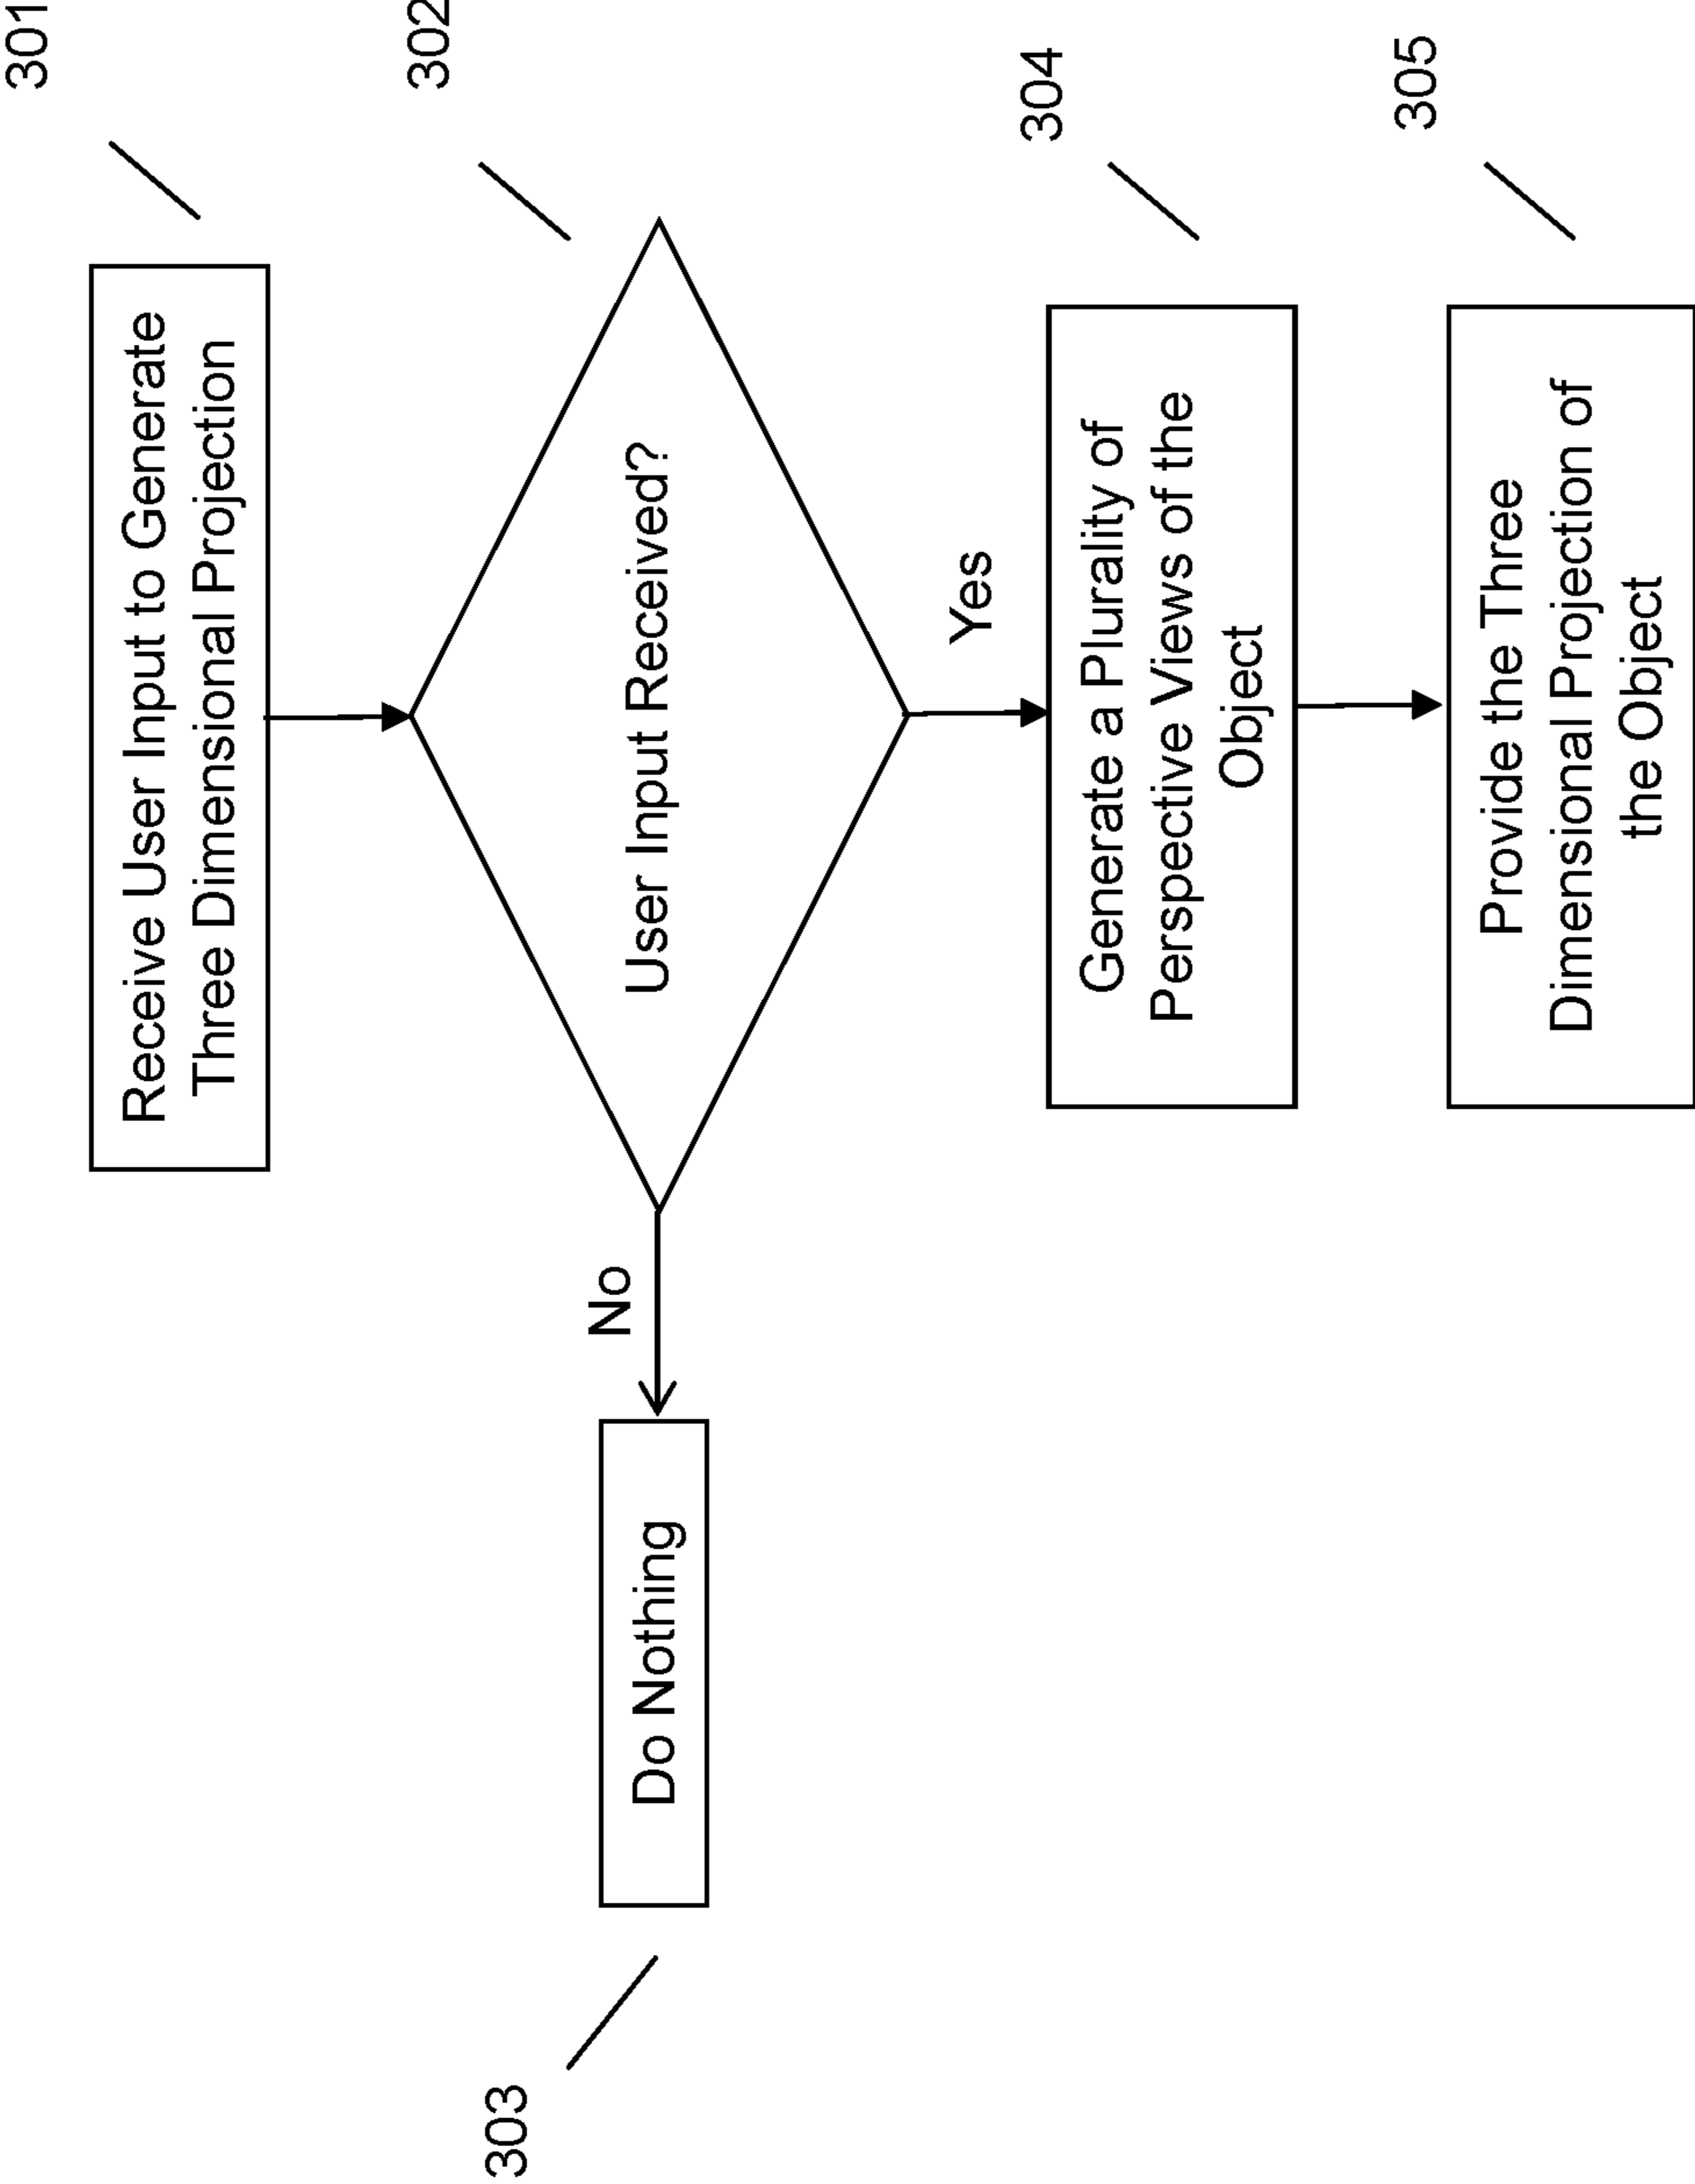 301
Receive User Input to Generate
Three Dimensional Projection
302
User Input Received?
No
Do Nothing
303
Yes
304
Generate a Plurality of
Perspective Views of the
Object
305
Provide the Three
Dimensional Projection of
the Object